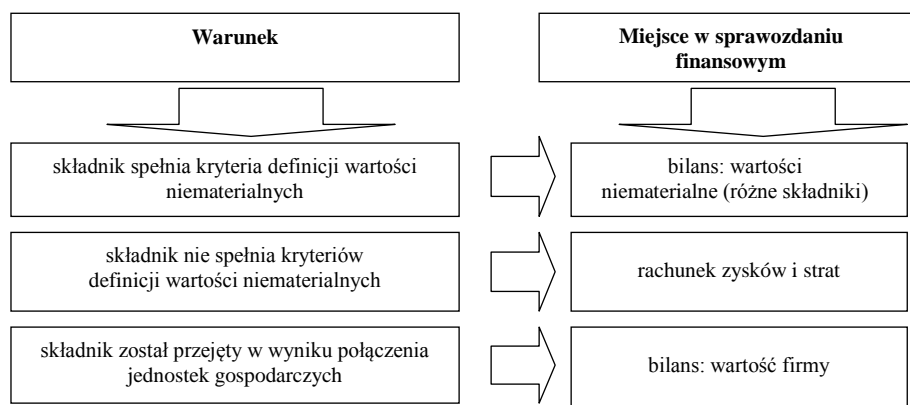 Warunek
Miejsce w sprawozdaniu
finansowym
składnik spełnia kryteria definicji wartości
niematerialnych
bilans: wartości
niematerialne (różne składniki)
składnik nie spełnia kryteriów
definicji wartości niematerialnych
rachunek zysków i strat
składnik został przejęty w wyniku połączenia
jednostek gospodarczych
bilans: wartość firmy